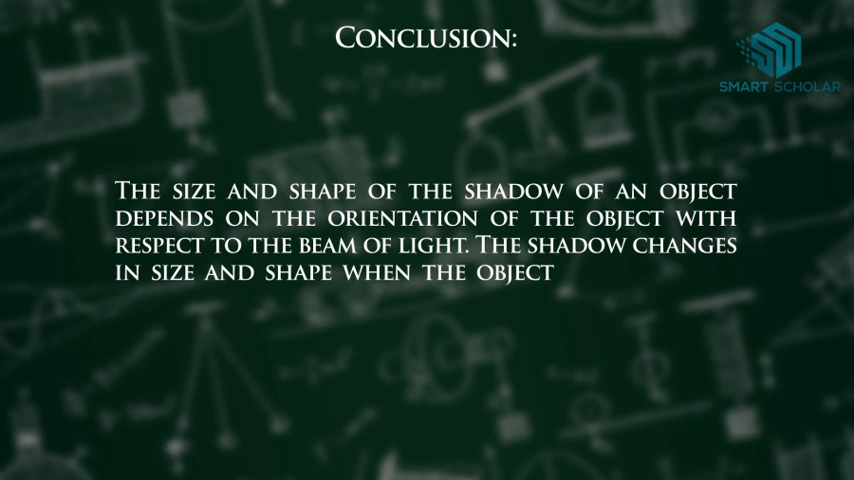 Conclusion:
SMART SCHOLAR
The size and shape of the shadow of an object
depends on the orientation of the object with
respect to the beam of light. The shadow changes
in size and shape when the object